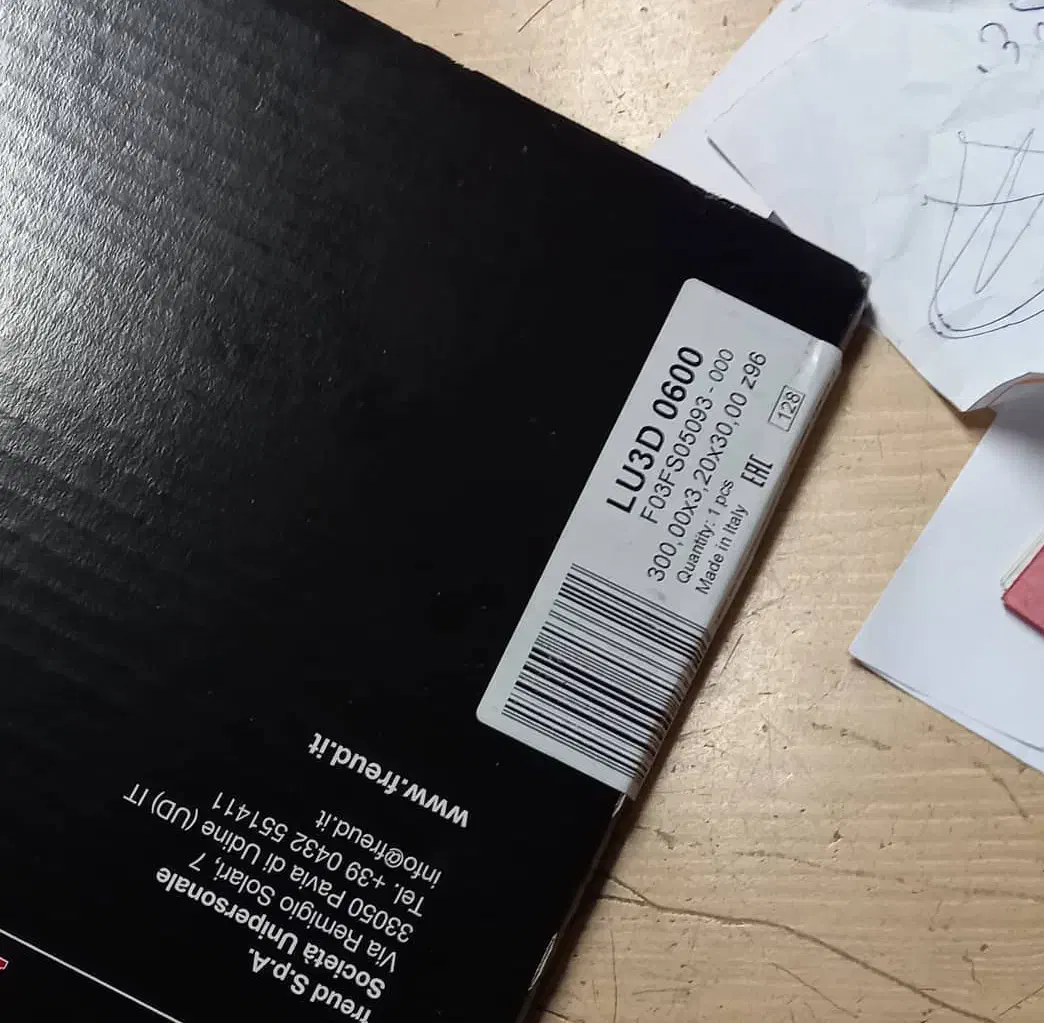 LU3D 0600
F03FS05093-000
300,00x3,20x30,00 z96
Quantity: 1 pcs
Made in Italy
EAC
128
freud S.p.A.
Società Unipersonale
Via Remigio Solari, 7
33050 Pavia di Udine (UD) IT
Tel. +39 0432 551411
info@freud.it
www.freud.it